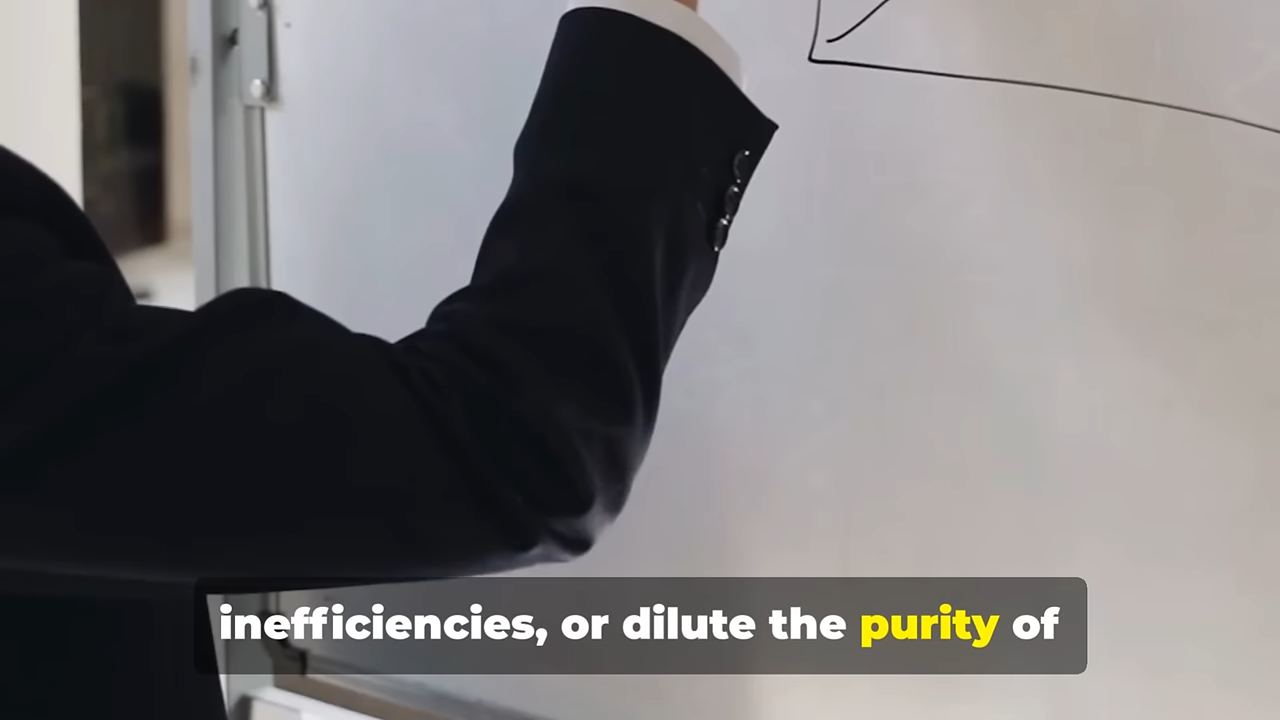 inefficiencies, or dilute the purity of